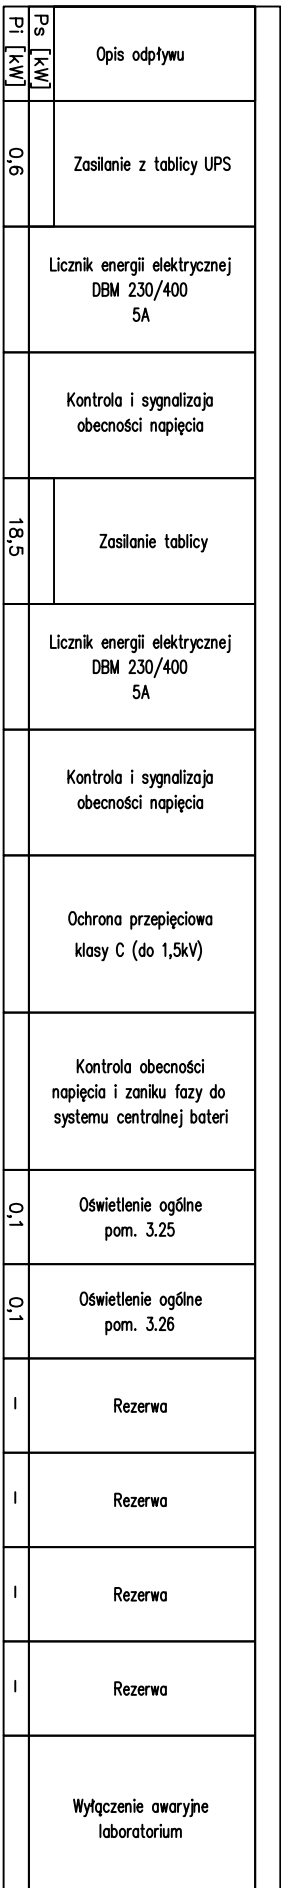 Opis odpływu
Ps [kW]
Pi [kW]
Zasilanie z tablicy UPS
0,6
Licznik energii elektrycznej
DBM 230/400
5A
Kontrola i sygnalizaja
obecności napięcia
Zasilanie tablicy
18,5
Licznik energii elektrycznej
DBM 230/400
5A
Kontrola i sygnalizaja
obecności napięcia
Ochrona przepięciowa
klasy C (do 1,5kV)
Kontrola obecności
napięcia i zaniku fazy do
systemu centralnej bateri
Oświetlenie ogólne
pom. 3.25
0,1
Oświetlenie ogólne
pom. 3.26
0,1
Rezerwa
-
Rezerwa
-
Rezerwa
-
Rezerwa
-
Wyłączenie awaryjne
laboratorium